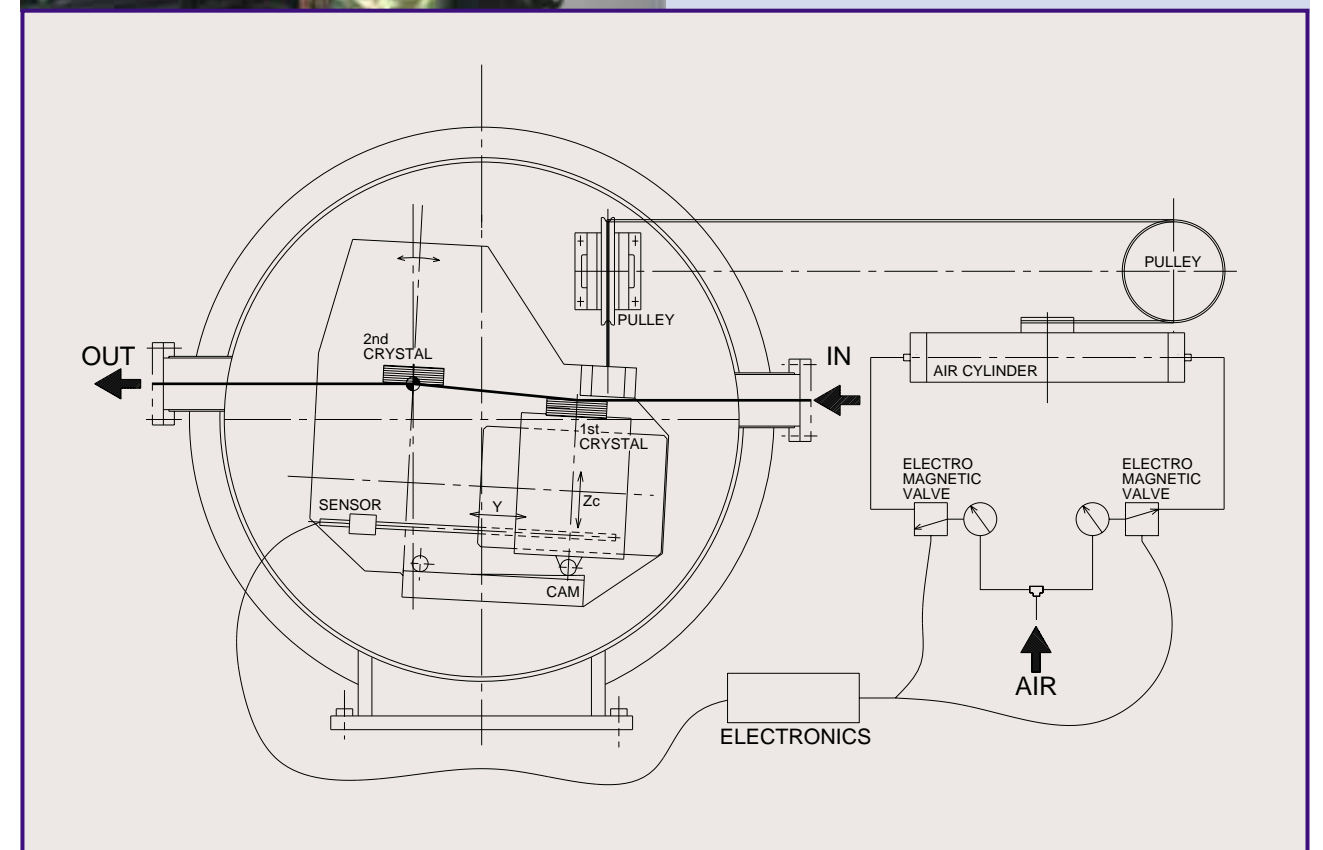 PULLEY
PULLEY
2nd
CRYSTAL
OUT
IN
AIR CYLINDER
1st
CRYSTAL
ELECTRO
MAGNETIC
VALVE
ELECTRO
MAGNETIC
VALVE
Zc
Y
SENSOR
CAM
AIR
ELECTRONICS